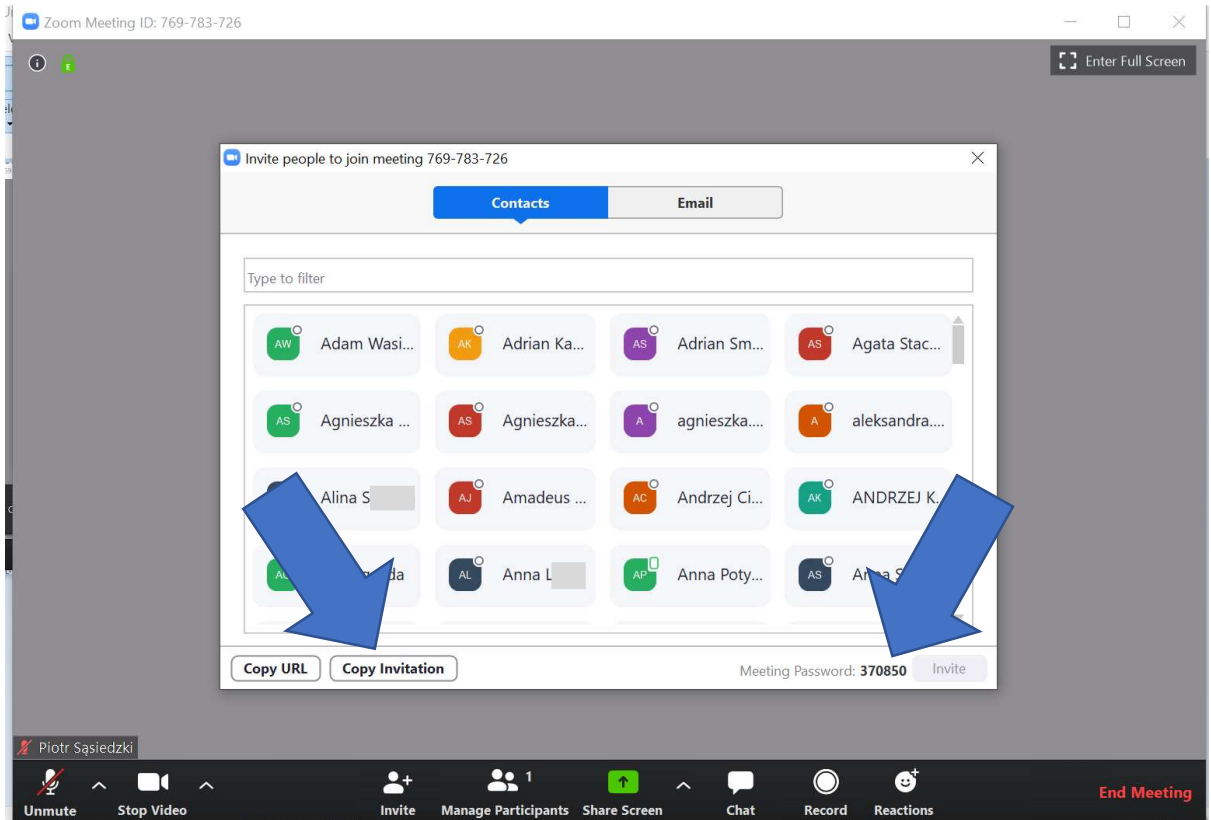 Zoom Meeting ID: 769-783-726
Enter Full Screen
Invite people to join meeting 769-783-726
Contacts Email
Type to filter
AW Adam Wasi... AK Adrian Ka... AS Adrian Sm... AS Agata Stac...
AS Agnieszka ... AS Agnieszka... A agnieszka.... A aleksandra....
Alina S AJ Amadeus ... AC Andrzej Ci... AK ANDRZEJ K...
da AL Anna L AP Anna Poty... AS
Copy URL Copy Invitation Meeting Password: 370850 Invite
Piotr Sąsiedzki
1
Unmute Stop Video Invite Manage Participants Share Screen Chat Record Reactions End Meeting